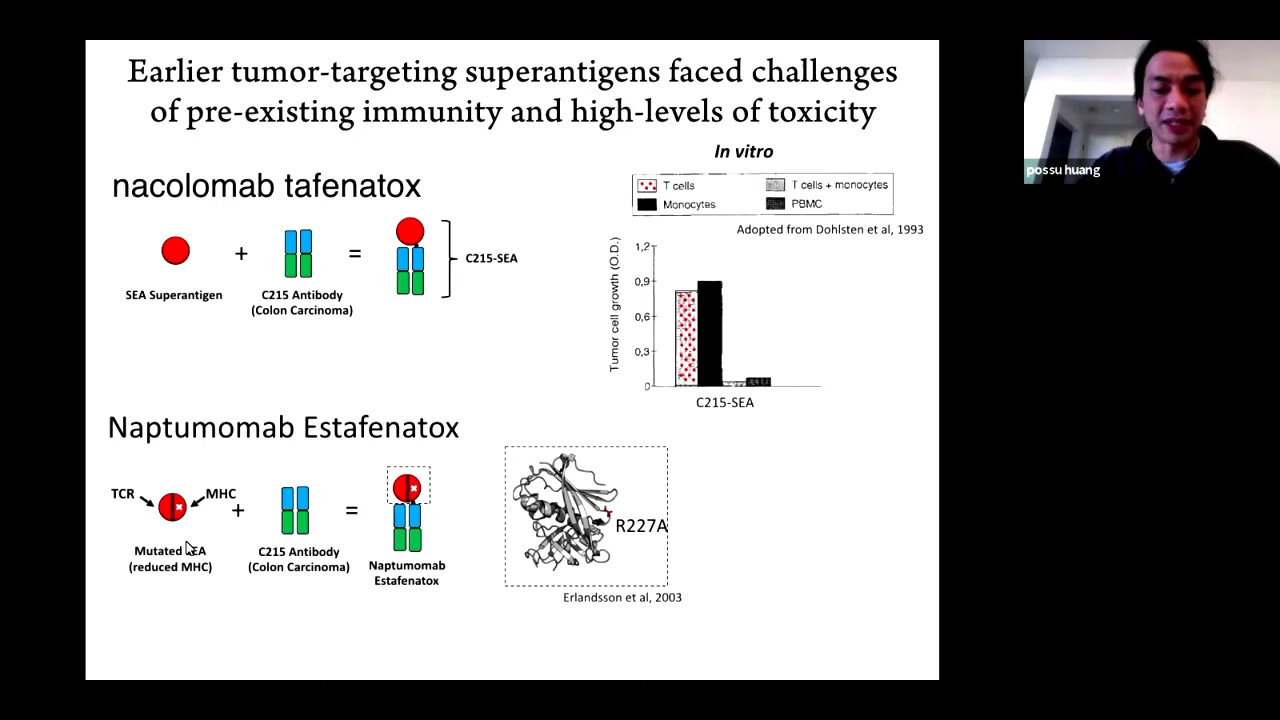 Earlier tumor-targeting superantigens faced challenges
of pre-existing immunity and high-levels of toxicity
nacolomab tafenatox
SEA Superantigen
+
C215 Antibody
(Colon Carcinoma)
=
C215-SEA
In vitro
T cells
T cells + monocytes
Monocytes
PBMC
Adopted from Dohlsten et al, 1993
Tumor cell growth (O.D.)
1,2
0,9
0,6
0,3
0
C215-SEA
Naptumomab Estafenatox
TCR
MHC
Mutated
(reduced MHC)
+
C215 Antibody
(Colon Carcinoma)
=
Naptumomab
Estafenatox
R227A
Erlandsson et al, 2003
possu huang